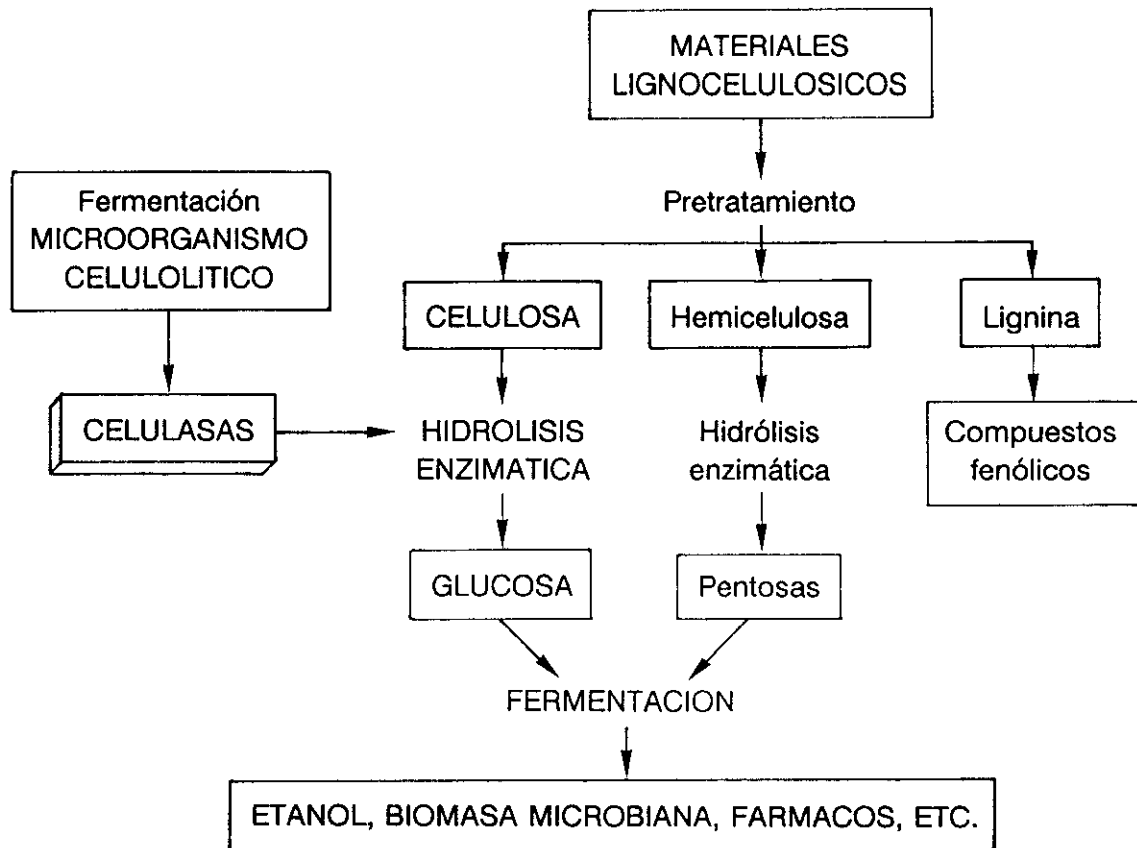 MATERIALES
LIGNOCELULOSICOS
Pretratamiento
Fermentación
MICROORGANISMO
CELULOLITICO
CELULOSA
Hemicelulosa
Lignina
CELULASAS
HIDROLISIS
ENZIMATICA
Hidrólisis
enzimática
Compuestos
fenólicos
GLUCOSA
Pentosas
FERMENTACION
ETANOL, BIOMASA MICROBIANA, FARMACOS, ETC.